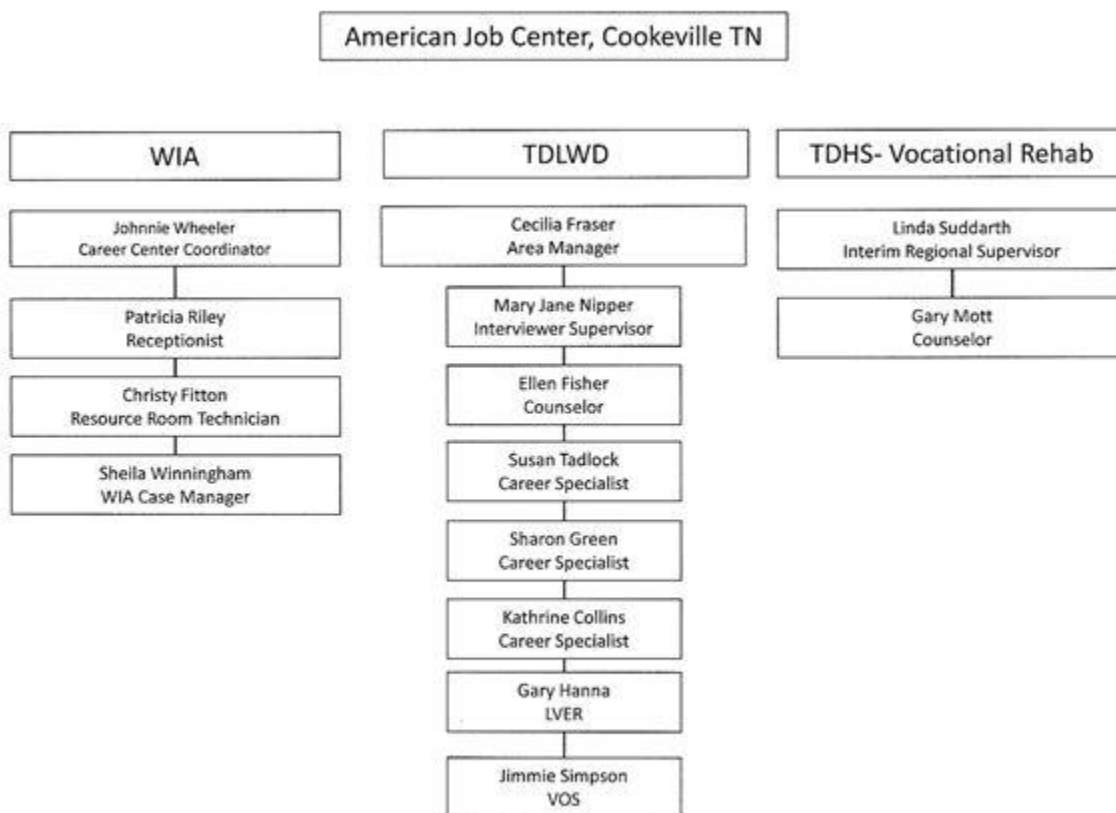 American Job Center, Cookeville TN
WIA
Johnnie Wheeler
Career Center Coordinator
Patricia Riley
Receptionist
Christy Fitton
Resource Room Technician
Sheila Winningham
WIA Case Manager
TDLWD
Cecilia Fraser
Area Manager
Mary Jane Nipper
Interviewer Supervisor
Ellen Fisher
Counselor
Susan Tadlock
Career Specialist
Sharon Green
Career Specialist
Kathrine Collins
Career Specialist
Gary Hanna
LVER
Jimmie Simpson
VOS
TDHS- Vocational Rehab
Linda Suddarth
Interim Regional Supervisor
Gary Mott
Counselor